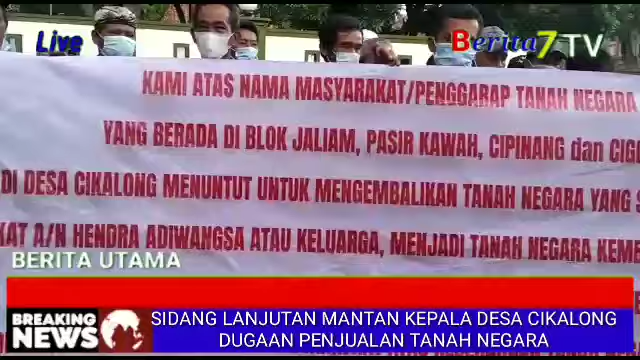 Live
Berita7 TV
KAMI ATAS NAMA MASYARAKAT/PENGGARAP TANAH NEGARA
YANG BERADA DI BLOK JALIAM, PASIR KAWAH, CIPINANG dan
DI DESA CIKALONG MENUNTUT UNTUK MENGEMBALIKAN TANAH NEGARA YANG
A/N HENDRA ADIWANGSA ATAU KELUARGA, MENJADI TANAH NEGARA
BERITA UTAMA
BREAKING
NEWS
SIDANG LANJUTAN MANTAN KEPALA DESA CIKALONG
DUGAAN PENJUALAN TANAH NEGARA